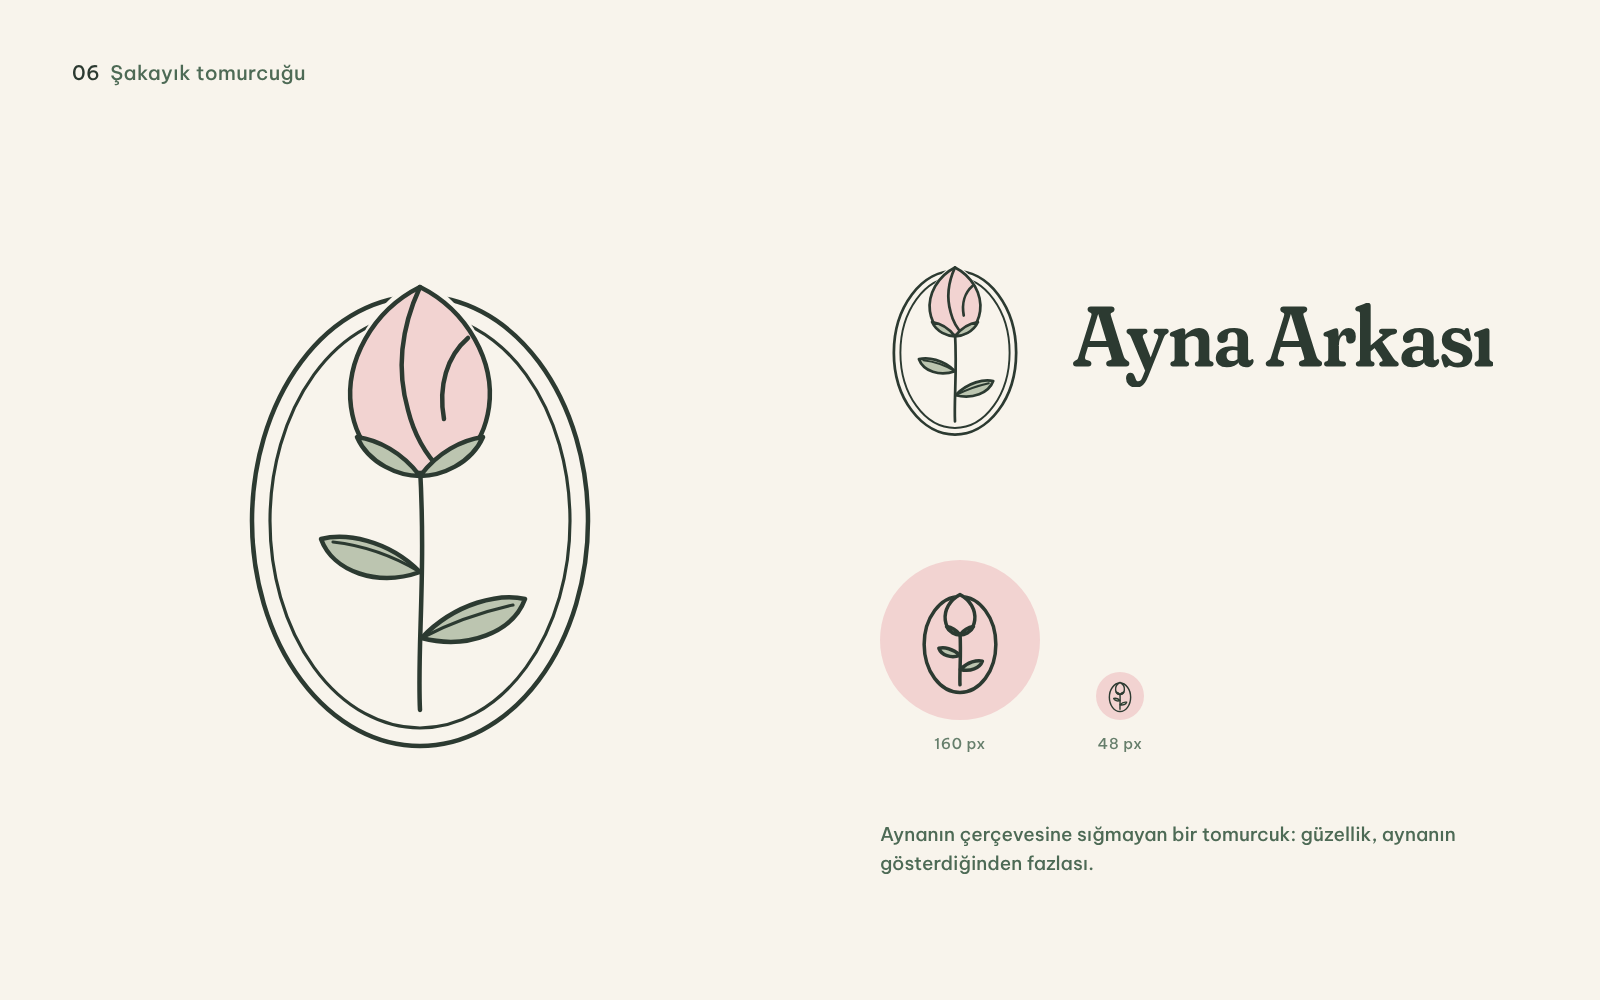 06 Şakayık tomurcuğu
Ayna Arkası
160 px
48 px
Aynanın çerçevesine sığmayan bir tomurcuk: güzellik, aynanın
gösterdiğinden fazlası.